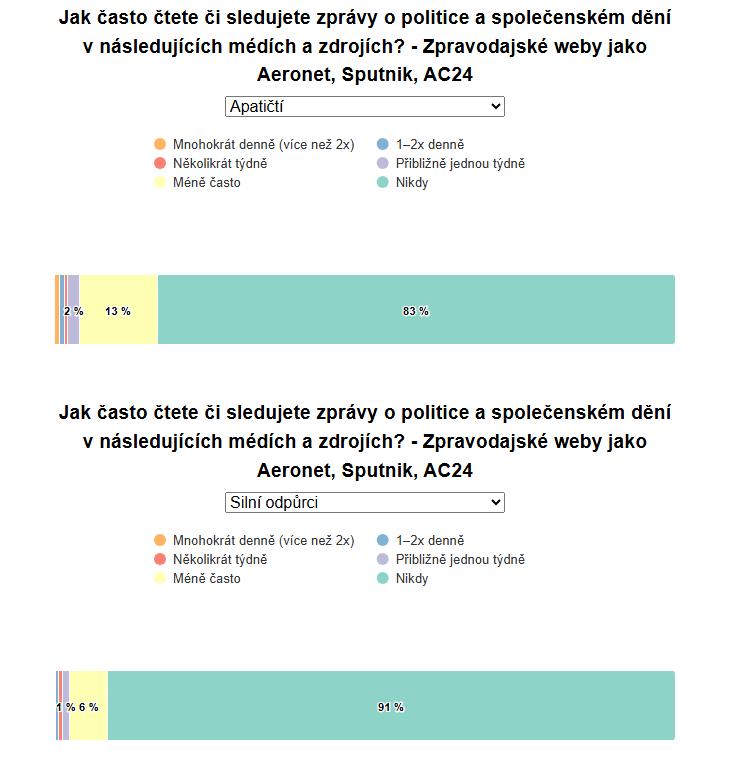 Jak často čtete či sledujete zprávy o politice a společenském dění
v následujících médích a zdrojích? - Zpravodajské weby jako
Aeronet, Sputnik, AC24
Apatičtí
Mnohokrát denně (více než 2x)
1–2x denně
Několikrát týdně
Přibližně jednou týdně
Méně často
Nikdy
2 % 13 % 83 %
Jak často čtete či sledujete zprávy o politice a společenském dění
v následujících médích a zdrojích? - Zpravodajské weby jako
Aeronet, Sputnik, AC24
Silní odpůrci
Mnohokrát denně (více než 2x)
1–2x denně
Několikrát týdně
Přibližně jednou týdně
Méně často
Nikdy
1 % 6 % 91 %